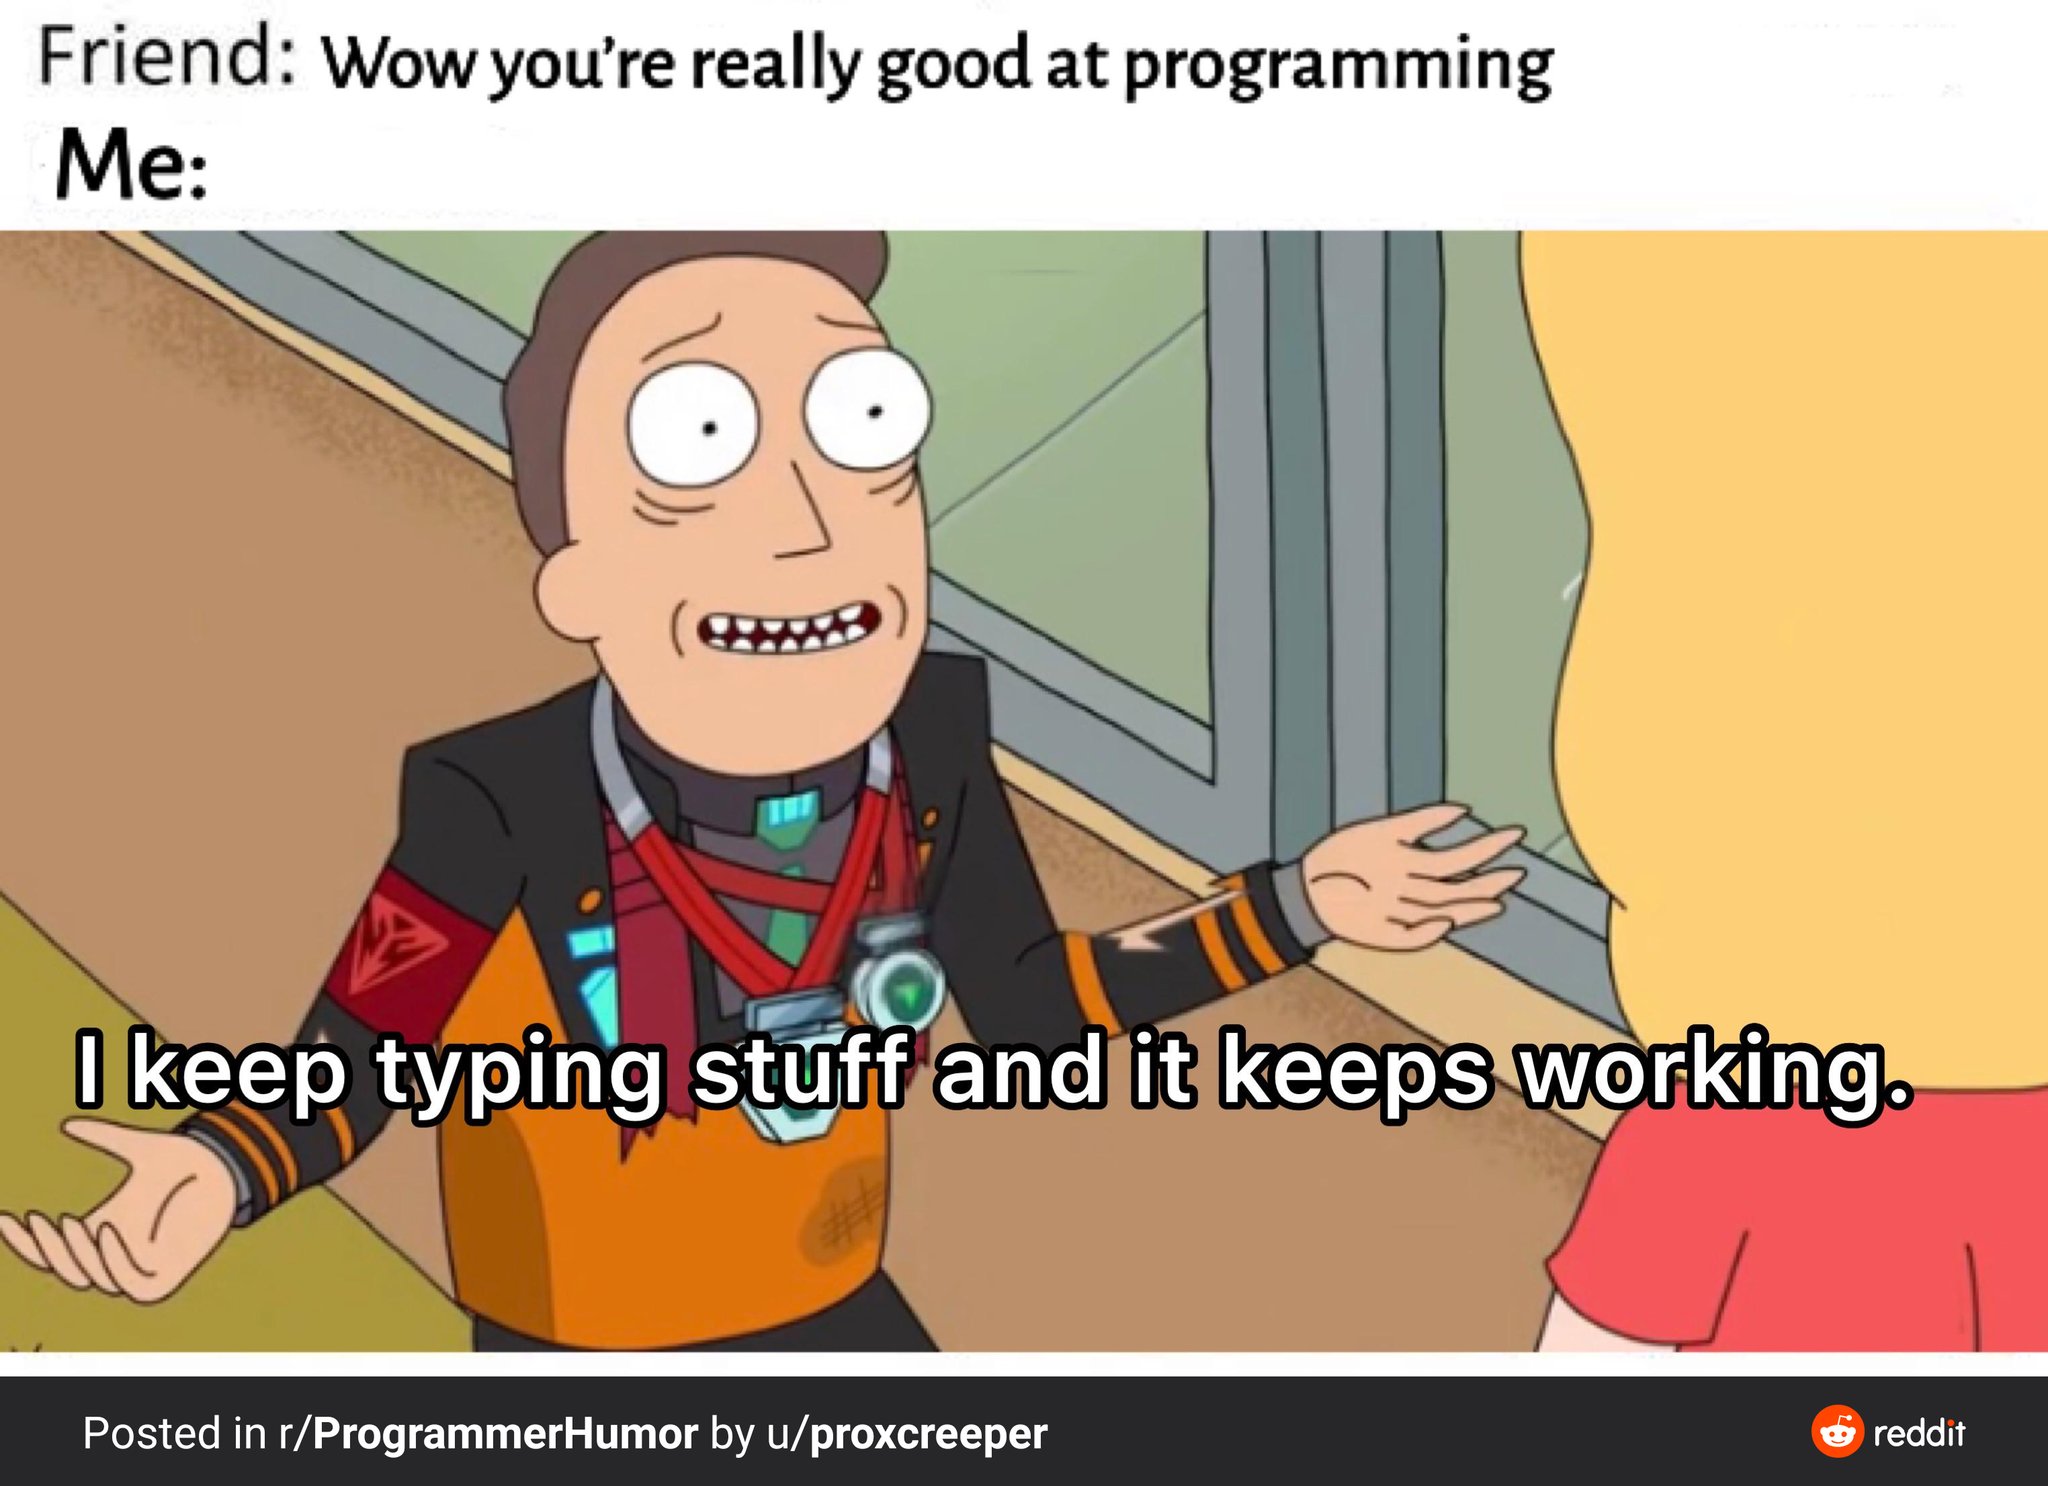 Friend: Wow you’re really good at programming
Me:
I keep typing stuff and it keeps working.
Posted in r/ProgrammerHumor by u/proxcreeper
reddit